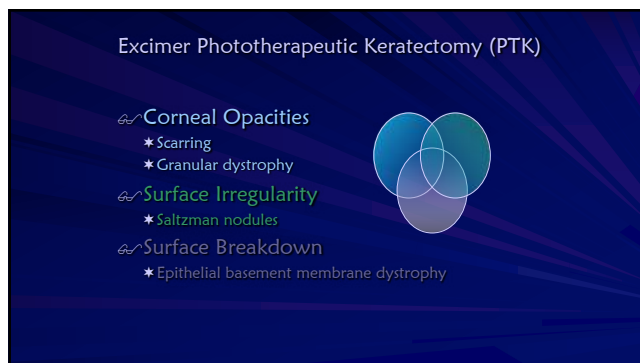 Excimer Phototherapeutic Keratectomy (PTK)
Corneal Opacities
Scarring
Granular dystrophy
Surface Irregularity
Saltzman nodules
Surface Breakdown
Epithelial basement membrane dystrophy